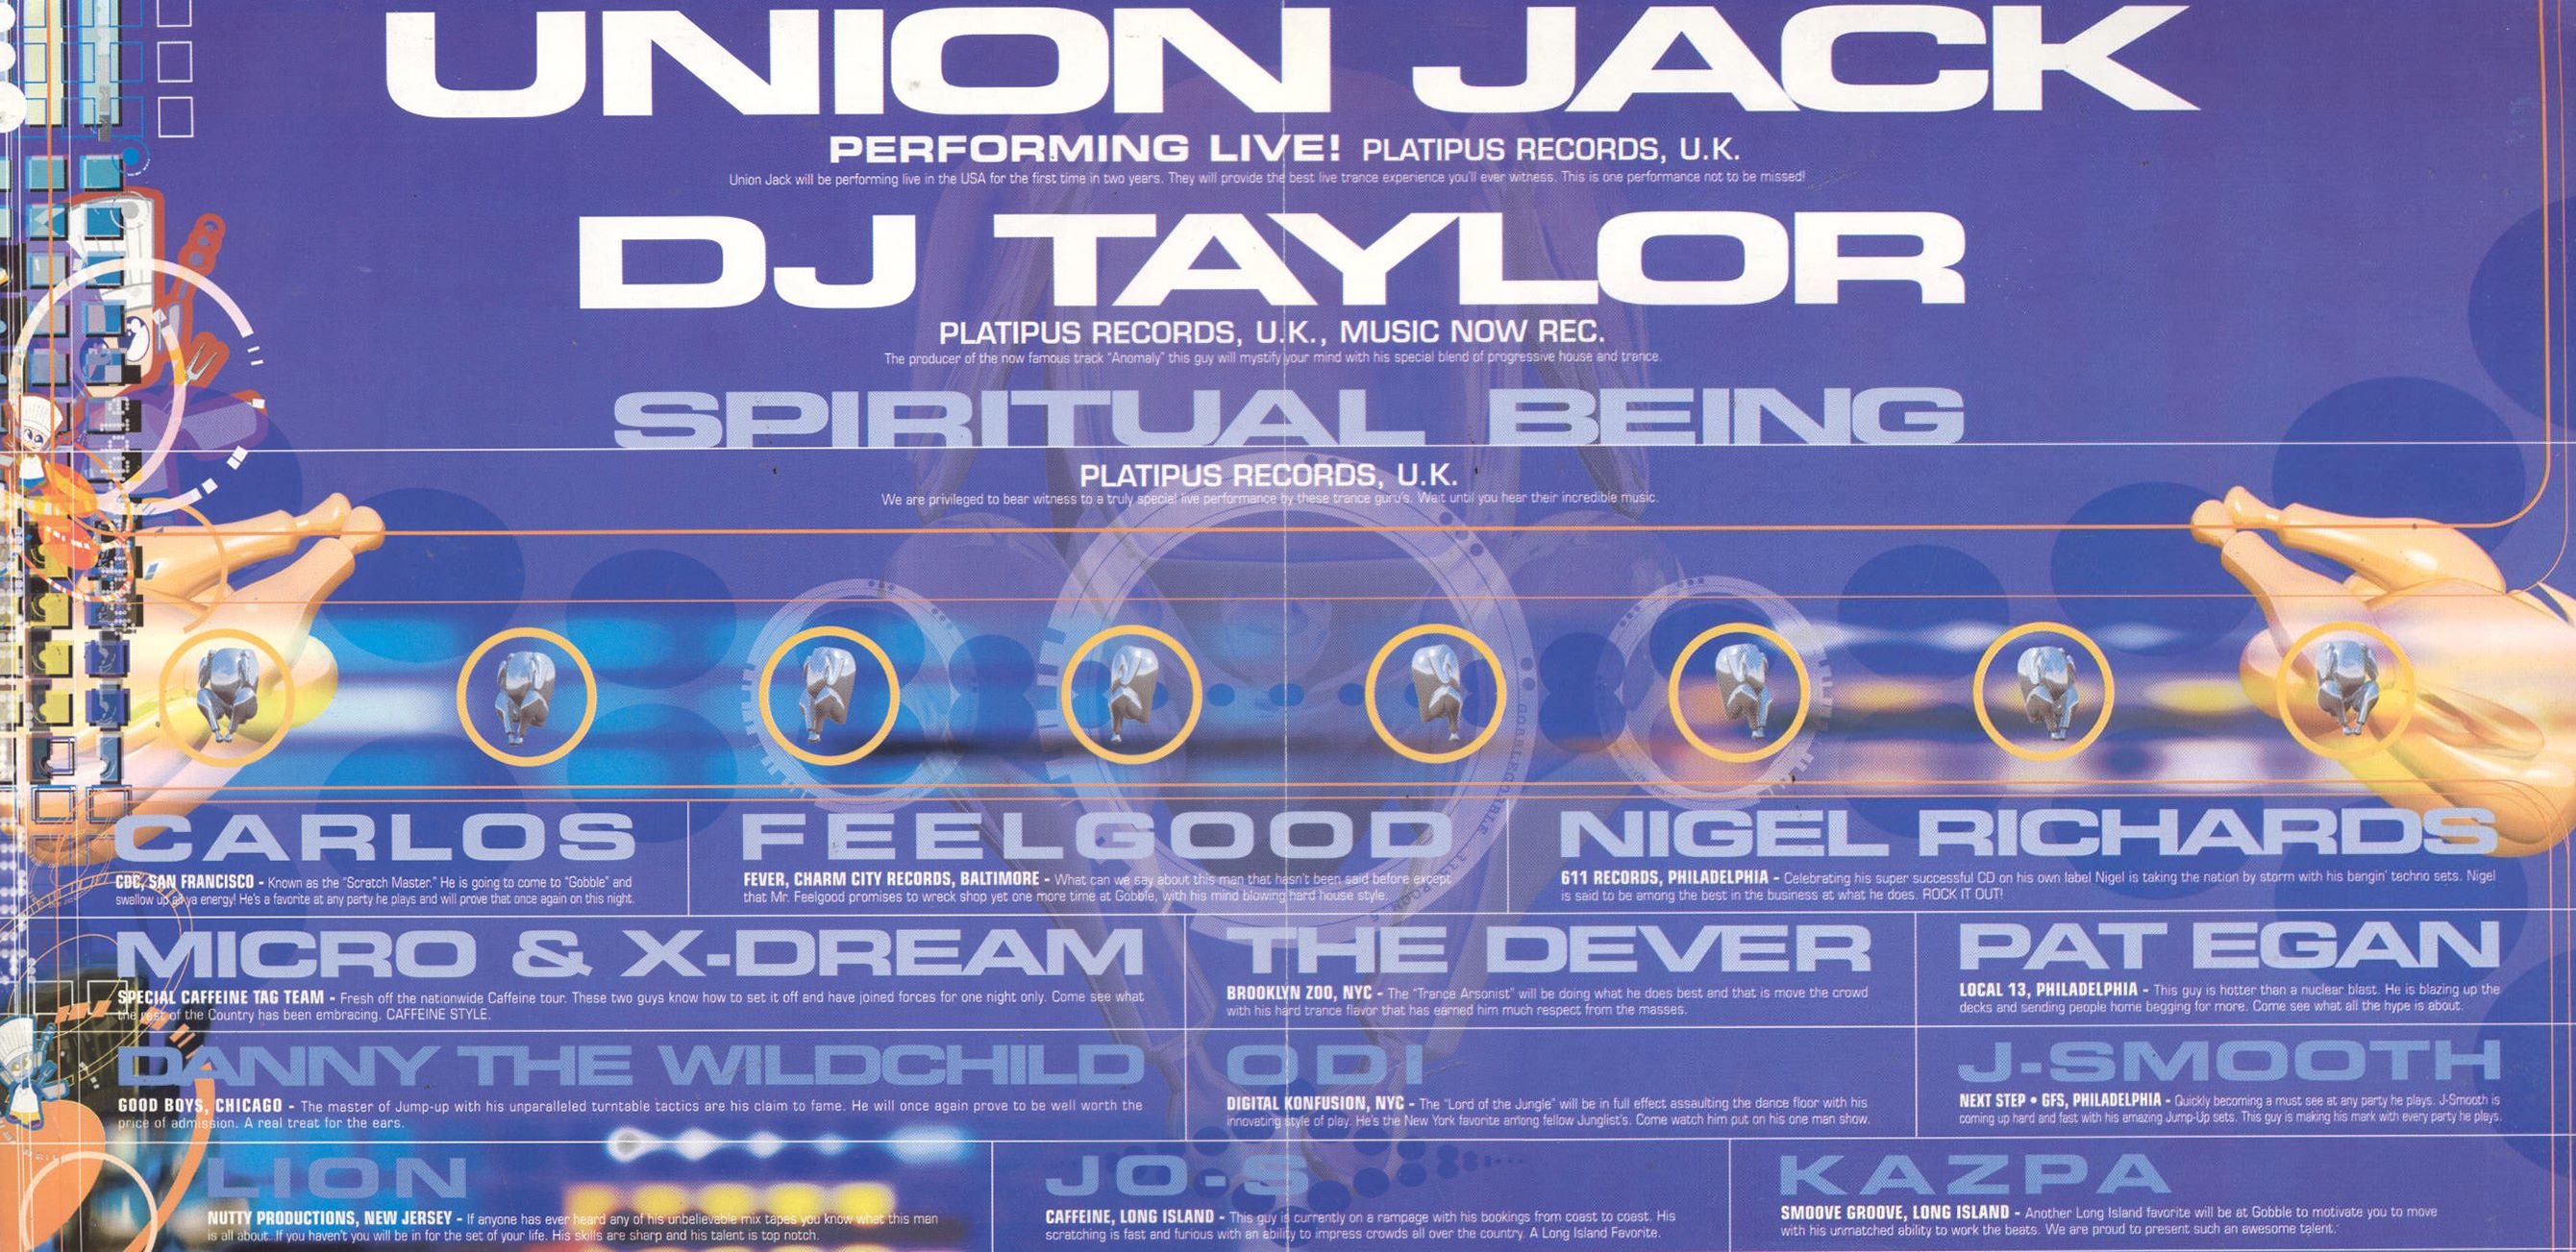 UNION JACK
PERFORMING LIVE! PLATIPUS RECORDS, U.K.
Union Jack will be performing live in the USA for the first time in two years. They will provide the best live trance experience you'll ever witness. This is one performance not to be missed!
DJ TAYLOR
PLATIPUS RECORDS, U.K., MUSIC NOW REC.
The producer of the now famous track "Anomaly" this guy will mystify your mind with his special blend of progressive house and trance.
SPIRITUAL BEING
PLATIPUS RECORDS, U.K.
We are privileged to bear witness to a truly special live performance by these trance guru's. Wait until you hear their incredible music.
CARLOS
CDC, SAN FRANCISCO - Known as the "Scratch Master." He is going to come to "Gobble" and
swallow up all ya energy! He's a favorite at any party he plays and will prove that once again on this night.
FEELGOOD
FEVER, CHARM CITY RECORDS, BALTIMORE - What can we say about this man that hasn't been said before except
that Mr. Feelgood promises to wreck shop yet one more time at Gobble, with his mind blowing hard house style.
NIGEL RICHARDS
611 RECORDS, PHILADELPHIA - Celebrating his super successful CD on his own label Nigel is taking the nation by storm with his bangin' techno sets. Nigel
is said to be among the best in the business at what he does. ROCK IT OUT!
MICRO & X-DREAM
SPECIAL CAFFEINE TAG TEAM - Fresh off the nationwide Caffeine tour. These two guys know how to set it off and have joined forces for one night only. Come see what
the rest of the Country has been embracing. CAFFEINE STYLE.
THE DEVER
BROOKLYN ZOO, NYC - The "Trance Arsonist" will be doing what he does best and that is move the crowd
with his hard trance flavor that has earned him much respect from the masses.
PAT EGAN
LOCAL 13, PHILADELPHIA - This guy is hotter than a nuclear blast. He is blazing up the
decks and sending people home begging for more. Come see what all the hype is about.
DANNY THE WILDCHILD
GOOD BOYS, CHICAGO - The master of Jump-up with his unparalleled turntable tactics are his claim to fame. He will once again prove to be well worth the
price of admission. A real treat for the ears.
ODI
DIGITAL KONFUSION, NYC - The "Lord of the Jungle" will be in full effect assaulting the dance floor with his
innovating style of play. He's the New York favorite among fellow Junglist's. Come watch him put on his one man show.
J-SMOOTH
NEXT STEP • GFS, PHILADELPHIA - Quickly becoming a must see at any party he plays. J-Smooth is
coming up hard and fast with his amazing Jump-Up sets. This guy is making his mark with every party he plays.
LION
NUTTY PRODUCTIONS, NEW JERSEY - If anyone has ever heard any of his unbelievable mix tapes you know what this man
is all about. If you haven't you will be in for the set of your life. His skills are sharp and his talent is top notch.
JO-S
CAFFEINE, LONG ISLAND - This guy is currently on a rampage with his bookings from coast to coast. His
scratching is fast and furious with an ability to impress crowds all over the country. A Long Island Favorite.
KAZPA
SMOOVE GROOVE, LONG ISLAND - Another Long Island favorite will be at Gobble to motivate you to move
with his unmatched ability to work the beats. We are proud to present such an awesome talent.